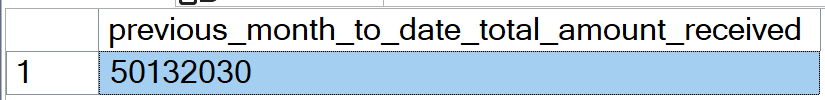 previous_month_to_date_total_amount_received
1 50132030